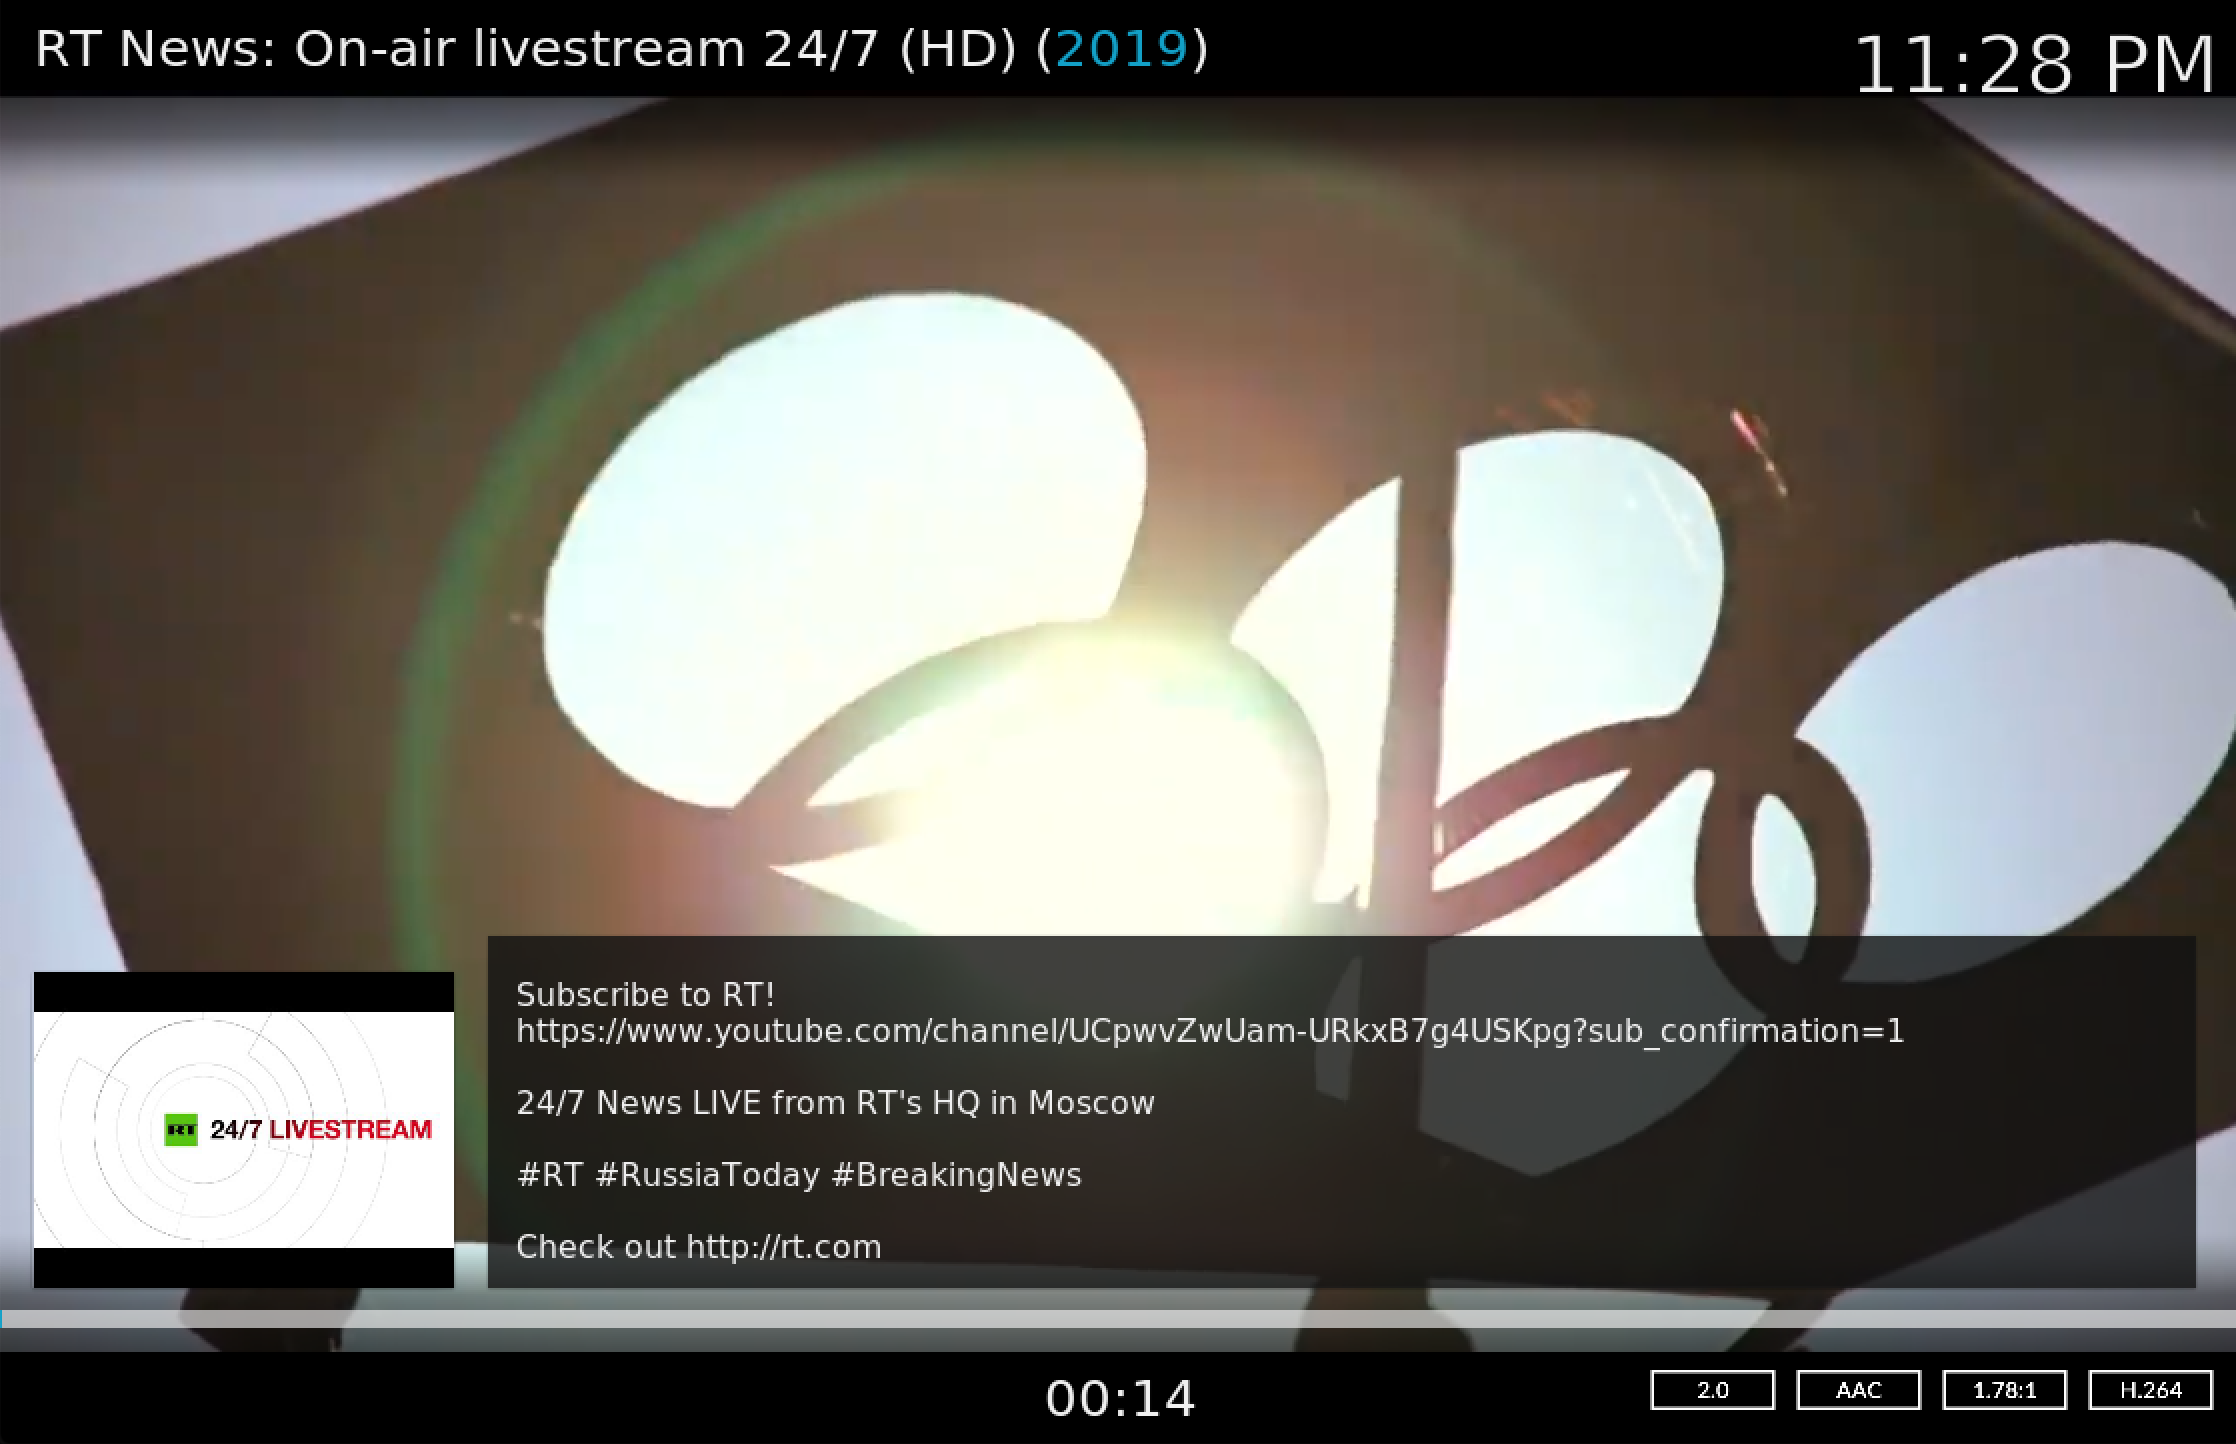 RT News: On-air livestream 24/7 (HD) (2019)
11:28 PM
Subscribe to RT!
https://www.youtube.com/channel/UCpwvZwUam-URkxB7g4USKpg?sub_confirmation=1
24/7 News LIVE from RT's HQ in Moscow
#RT #RussiaToday #BreakingNews
Check out http://rt.com
RT 24/7 LIVESTREAM
00:14
2.0 AAC 1.78:1 H.264